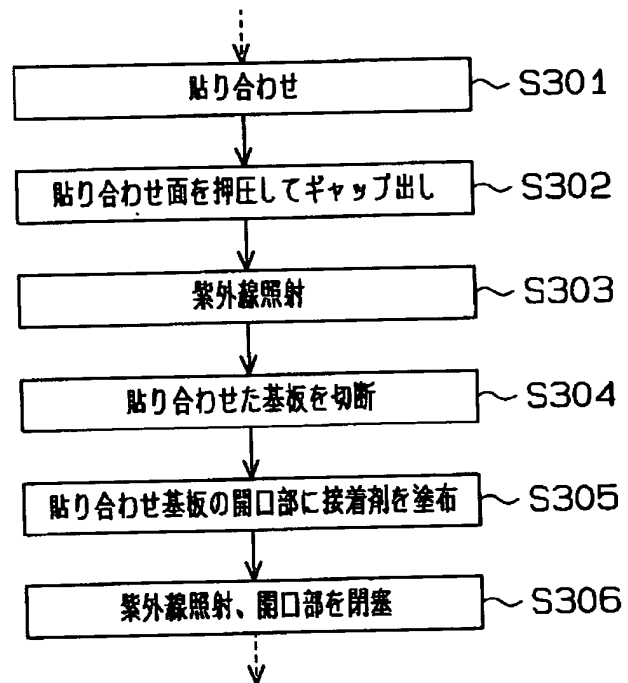 貼り合わせ S301
貼り合わせ面を押圧してギャップ出し S302
紫外線照射 S303
貼り合わせた基板を切断 S304
貼り合わせ基板の開口部に接着剤を塗布 S305
紫外線照射、開口部を閉塞 S306